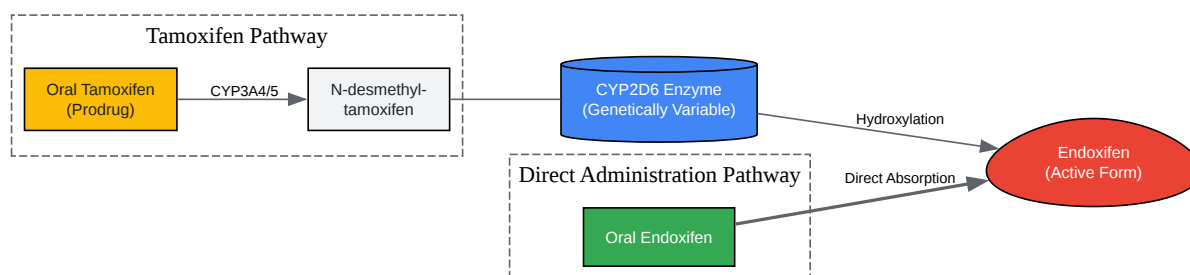 Tamoxifen Pathway
Oral Tamoxifen
(Prodrug)
CYP3A4/5
N-desmethyl-
tamoxifen
CYP2D6 Enzyme
(Genetically Variable)
Hydroxylation
Endoxifen
(Active Form)
Direct Administration Pathway
Direct Absorption
Oral Endoxifen